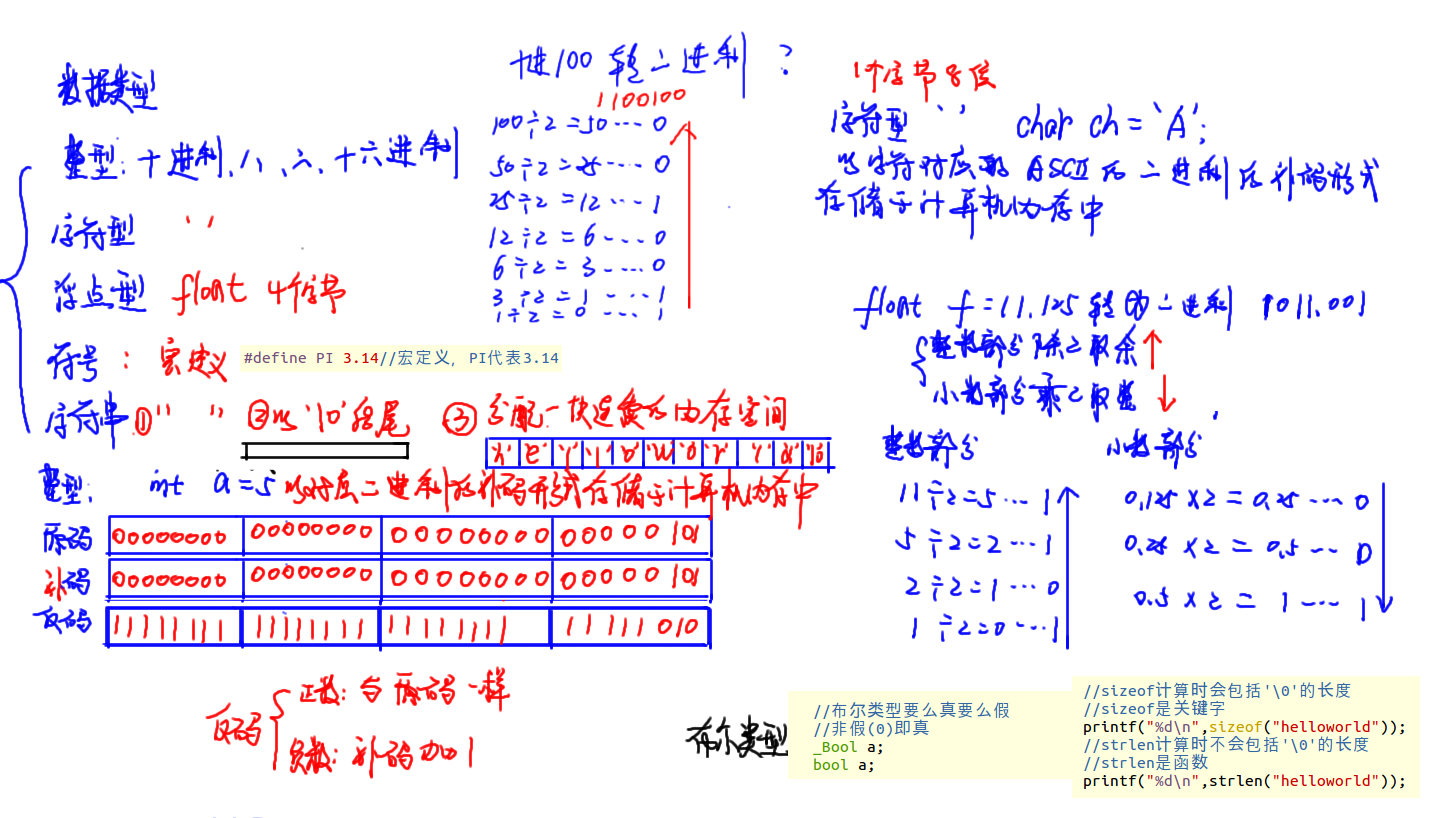 数据类型
整型:十进制、八、二、十六进制
字符型 ' '
浮点型 float 4个字节
符号: 宏定义 #define PI 3.14//宏定义, PI代表3.14
字符串 ①" " ②以'\0'结尾 ③分配一块连续的内存空间
'h' 'e' 'l' 'l' 'o' 'w' 'o' 'r' 'l' 'd' '\0'
整型: int a=5 以对应二进制的补码形式存储于计算机内存中
原码 00000000 00000000 00000000 00000101
补码 00000000 00000000 00000000 00000101
反码 11111111 11111111 11111111 11111010
反码
正数: 与原码一样
负数: 补码加1
十进100转二进制?
1100100
100÷2=50…0
50÷2=25…0
25÷2=12…1
12÷2=6…0
6÷2=3…0
3÷2=1…1
1÷2=0…1
1个字节8位
字符型 ' ' char ch='A';
以字符对应的ASCII的二进制的补码形式
存储于计算机内存中
float f=11.125转为二进制 1011.001
整数部分除二取余
小数部分乘2取整
整数部分
11÷2=5…1
5÷2=2…1
2÷2=1…0
1÷2=0…1
小数部分
0.125×2=0.25…0
0.25×2=0.5…0
0.5×2=1…1
布尔类型
//布尔类型要么真要么假
//非假(0)即真
_Bool a;
bool a;
//sizeof计算时会包括'\0'的长度
//sizeof是关键字
printf("%d\n",sizeof("helloworld"));
//strlen计算时不会包括'\0'的长度
//strlen是函数
printf("%d\n",strlen("helloworld"));